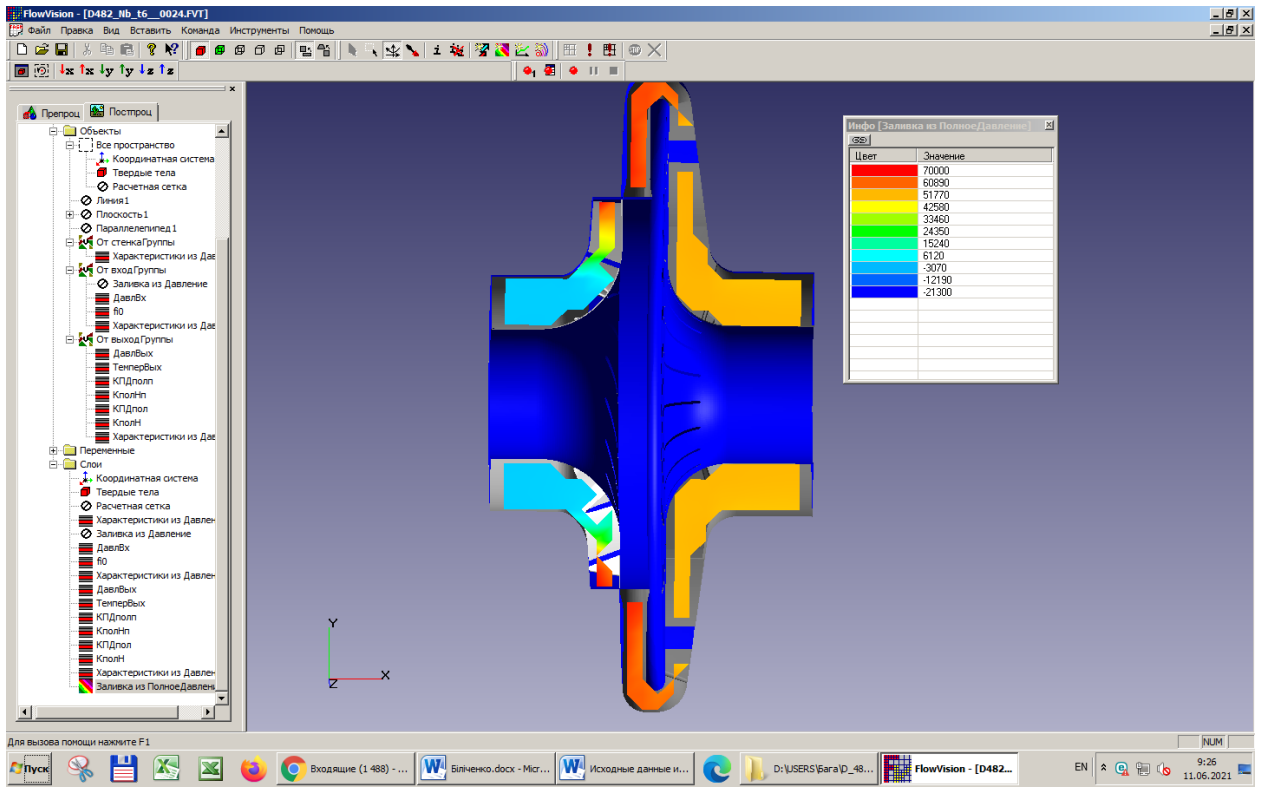 FlowVision - [D482_Nb_t6__0024.FVT]
Файл Правка Вид Вставить Команда Инструменты Помощь
Препроц Постпроц
Объекты
Все пространство
Координатная система
Твердые тела
Расчетная сетка
Линия1
Плоскость1
Параллелепипед1
От стенкаГруппы
Характеристики из Дав
От входГруппы
Заливка из Давление
ДавлВх
fi0
Характеристики из Дав
От выходГруппы
ДавлВых
ТемперВых
КПДполп
КполНп
КПДпол
КполН
Характеристики из Дав
Переменные
Слои
Координатная система
Твердые тела
Расчетная сетка
Характеристики из Давлен
Заливка из Давление
ДавлВх
fi0
Характеристики из Давлен
ДавлВых
ТемперВых
КПДполп
КполНп
КПДпол
КполН
Характеристики из Давлен
Заливка из ПолноеДавлен
Инфо [Заливка из ПолноеДавление]
Цвет Значение
70000
60890
51770
42580
33460
24350
15240
6120
-3070
-12190
-21300
Y
X
Z
Для вызова помощи нажмите F1
NUM
Пуск
Входящие (1 488) - ...
Біліченко.docx - Micr...
Исходные данные и...
D:\USERS\Бага\D_48...
FlowVision - [D482...
EN
9:26
11.06.2021